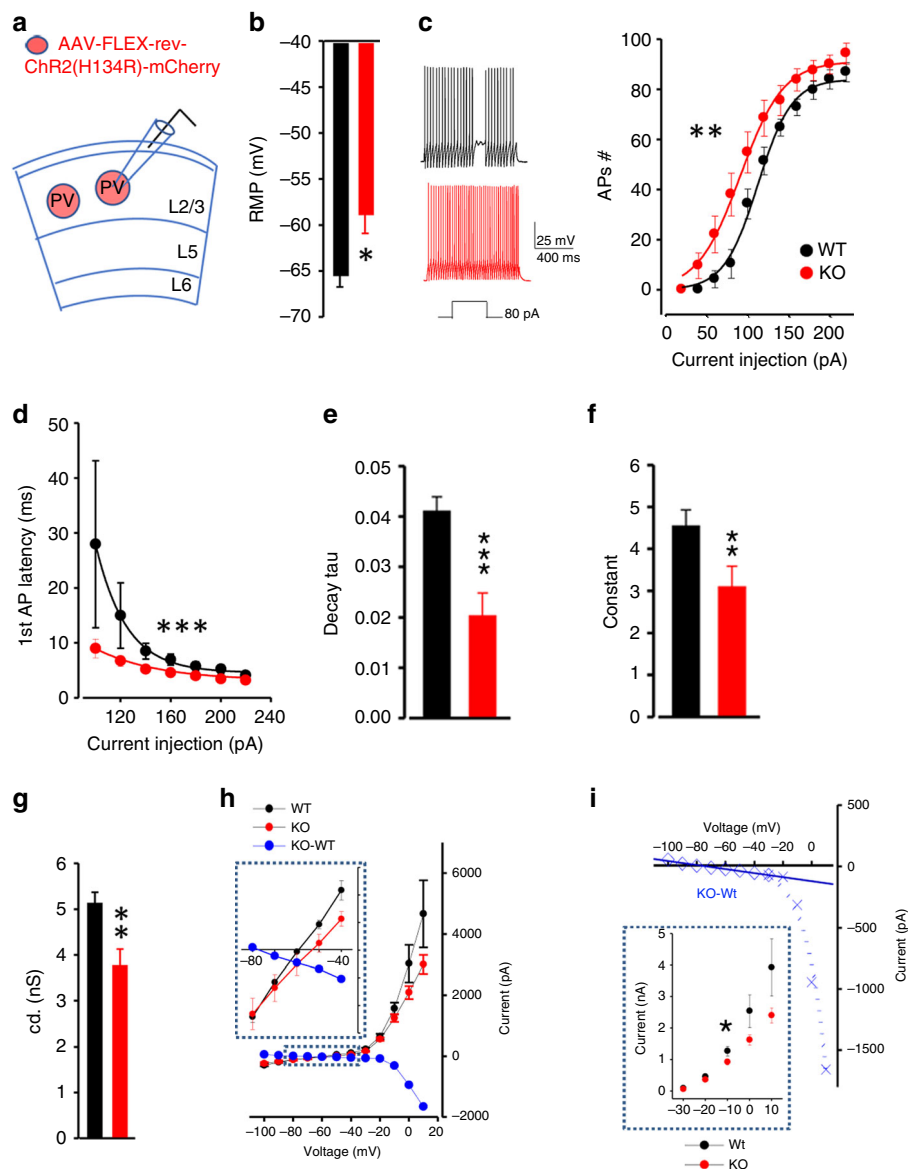 a
AAV-FLEX-rev-
ChR2(H134R)-mCherry
PV
PV
L2/3
L5
L6
b
RMP (mV)
–40
–45
–50
–55
–60
–65
–70
*
c
25 mV
400 ms
80 pA
APs #
100
80
60
40
20
0
**
WT
KO
0 50 100 150 200
Current injection (pA)
d
1st AP latency (ms)
50
40
30
20
10
0
***
120 160 200 240
Current injection (pA)
e
Decay tau
0.05
0.04
0.03
0.02
0.01
0.00
***
f
Constant
6
5
4
3
2
1
0
**
g
cd. (nS)
6
5
4
3
2
1
0
**
h
WT
KO
KO-WT
–80 –40
6000
4000
2000
0
–2000
Current (pA)
–100 –80 –60 –40 –20 0 20
Voltage (mV)
i
Voltage (mV)
–100 –80 –60 –40 –20 0
500
0
–500
–1000
–1500
Current (pA)
KO-Wt
Current (nA)
5
4
3
2
1
0
*
–30 –20 –10 0 10
Wt
KO